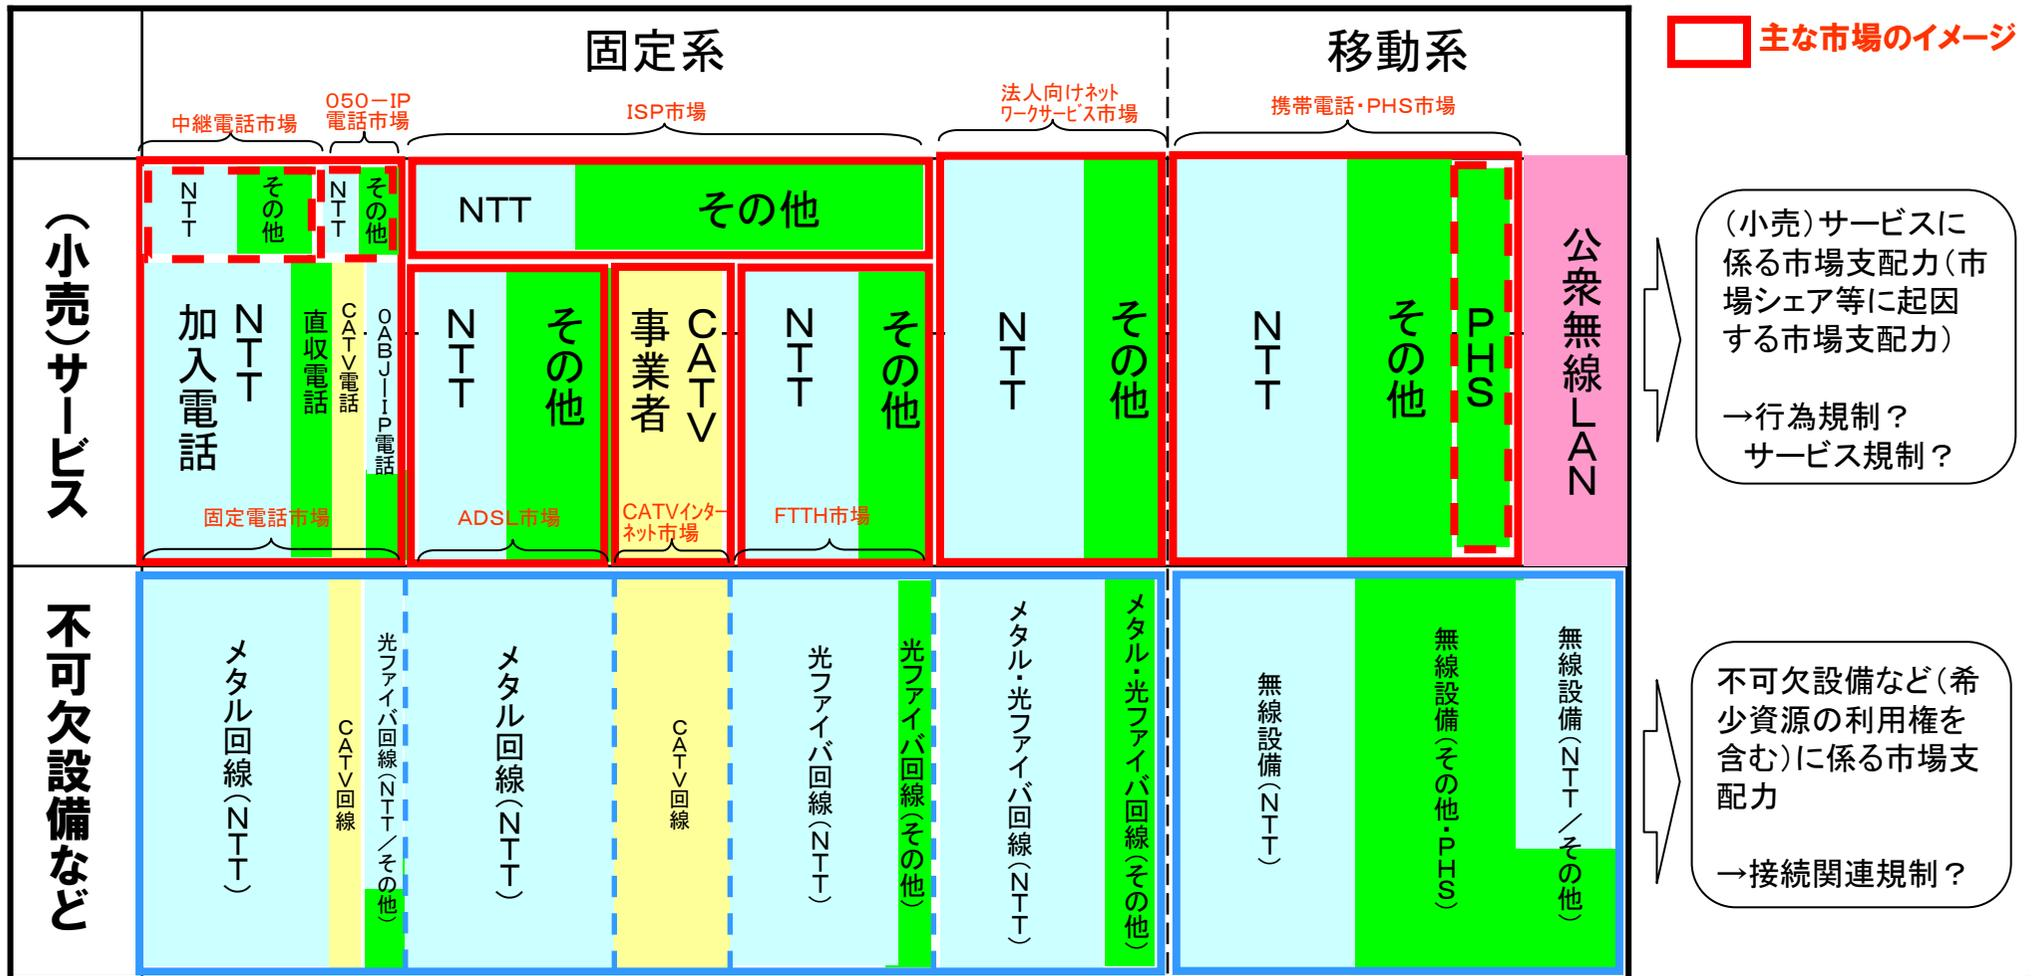 固定系
移動系
主な市場のイメージ
中継電話市場
050－IP
電話市場
ISP市場
法人向けネット
ワークサービス市場
携帯電話・PHS市場
（小売）サービス
NTT
その他
NTT
その他
NTT
その他
NTT
加入電話
直収電話
CATV電話
0ABJ－IP電話
NTT
その他
CATV
事業者
NTT
その他
NTT
その他
NTT
その他
PHS
公衆無線LAN
固定電話市場
ADSL市場
CATVインター
ネット市場
FTTH市場
（小売）サービスに
係る市場支配力（市
場シェア等に起因
する市場支配力）
→行為規制？
サービス規制？
不可欠設備など
メタル回線（NTT）
CATV回線
光ファイバ回線（NTT／その他）
メタル回線（NTT）
CATV回線
光ファイバ回線（NTT）
光ファイバ回線（その他）
メタル・光ファイバ回線（NTT）
メタル・光ファイバ回線（その他）
無線設備（NTT）
無線設備（その他・PHS）
無線設備（NTT／その他）
不可欠設備など（希
少資源の利用権を
含む）に係る市場支
配力
→接続関連規制？